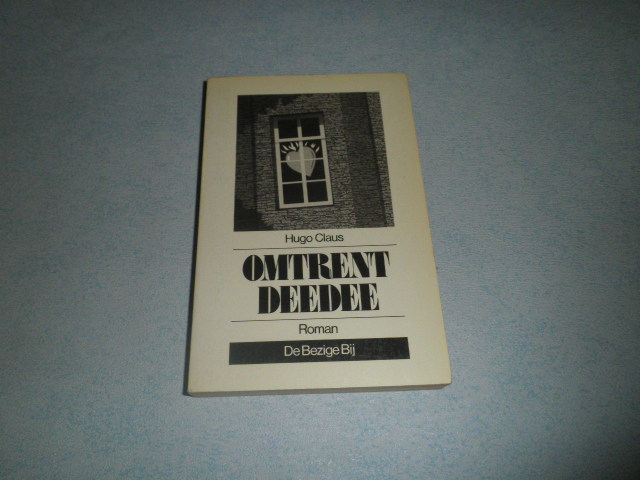 Hugo Claus
OMTRENT
DEEDEE
Roman
De Bezige Bij